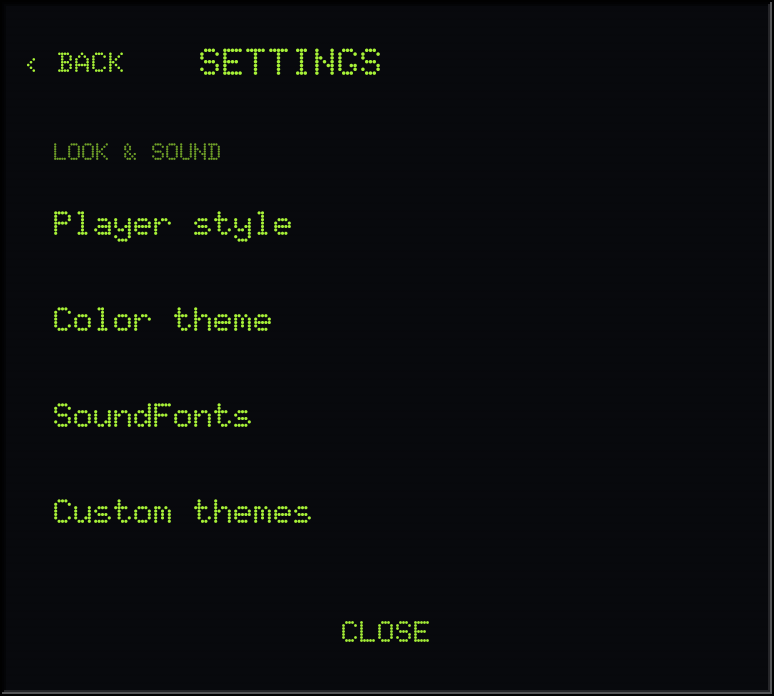 ‹ BACK SETTINGS
LOOK & SOUND
Player style
Color theme
SoundFonts
Custom themes
CLOSE